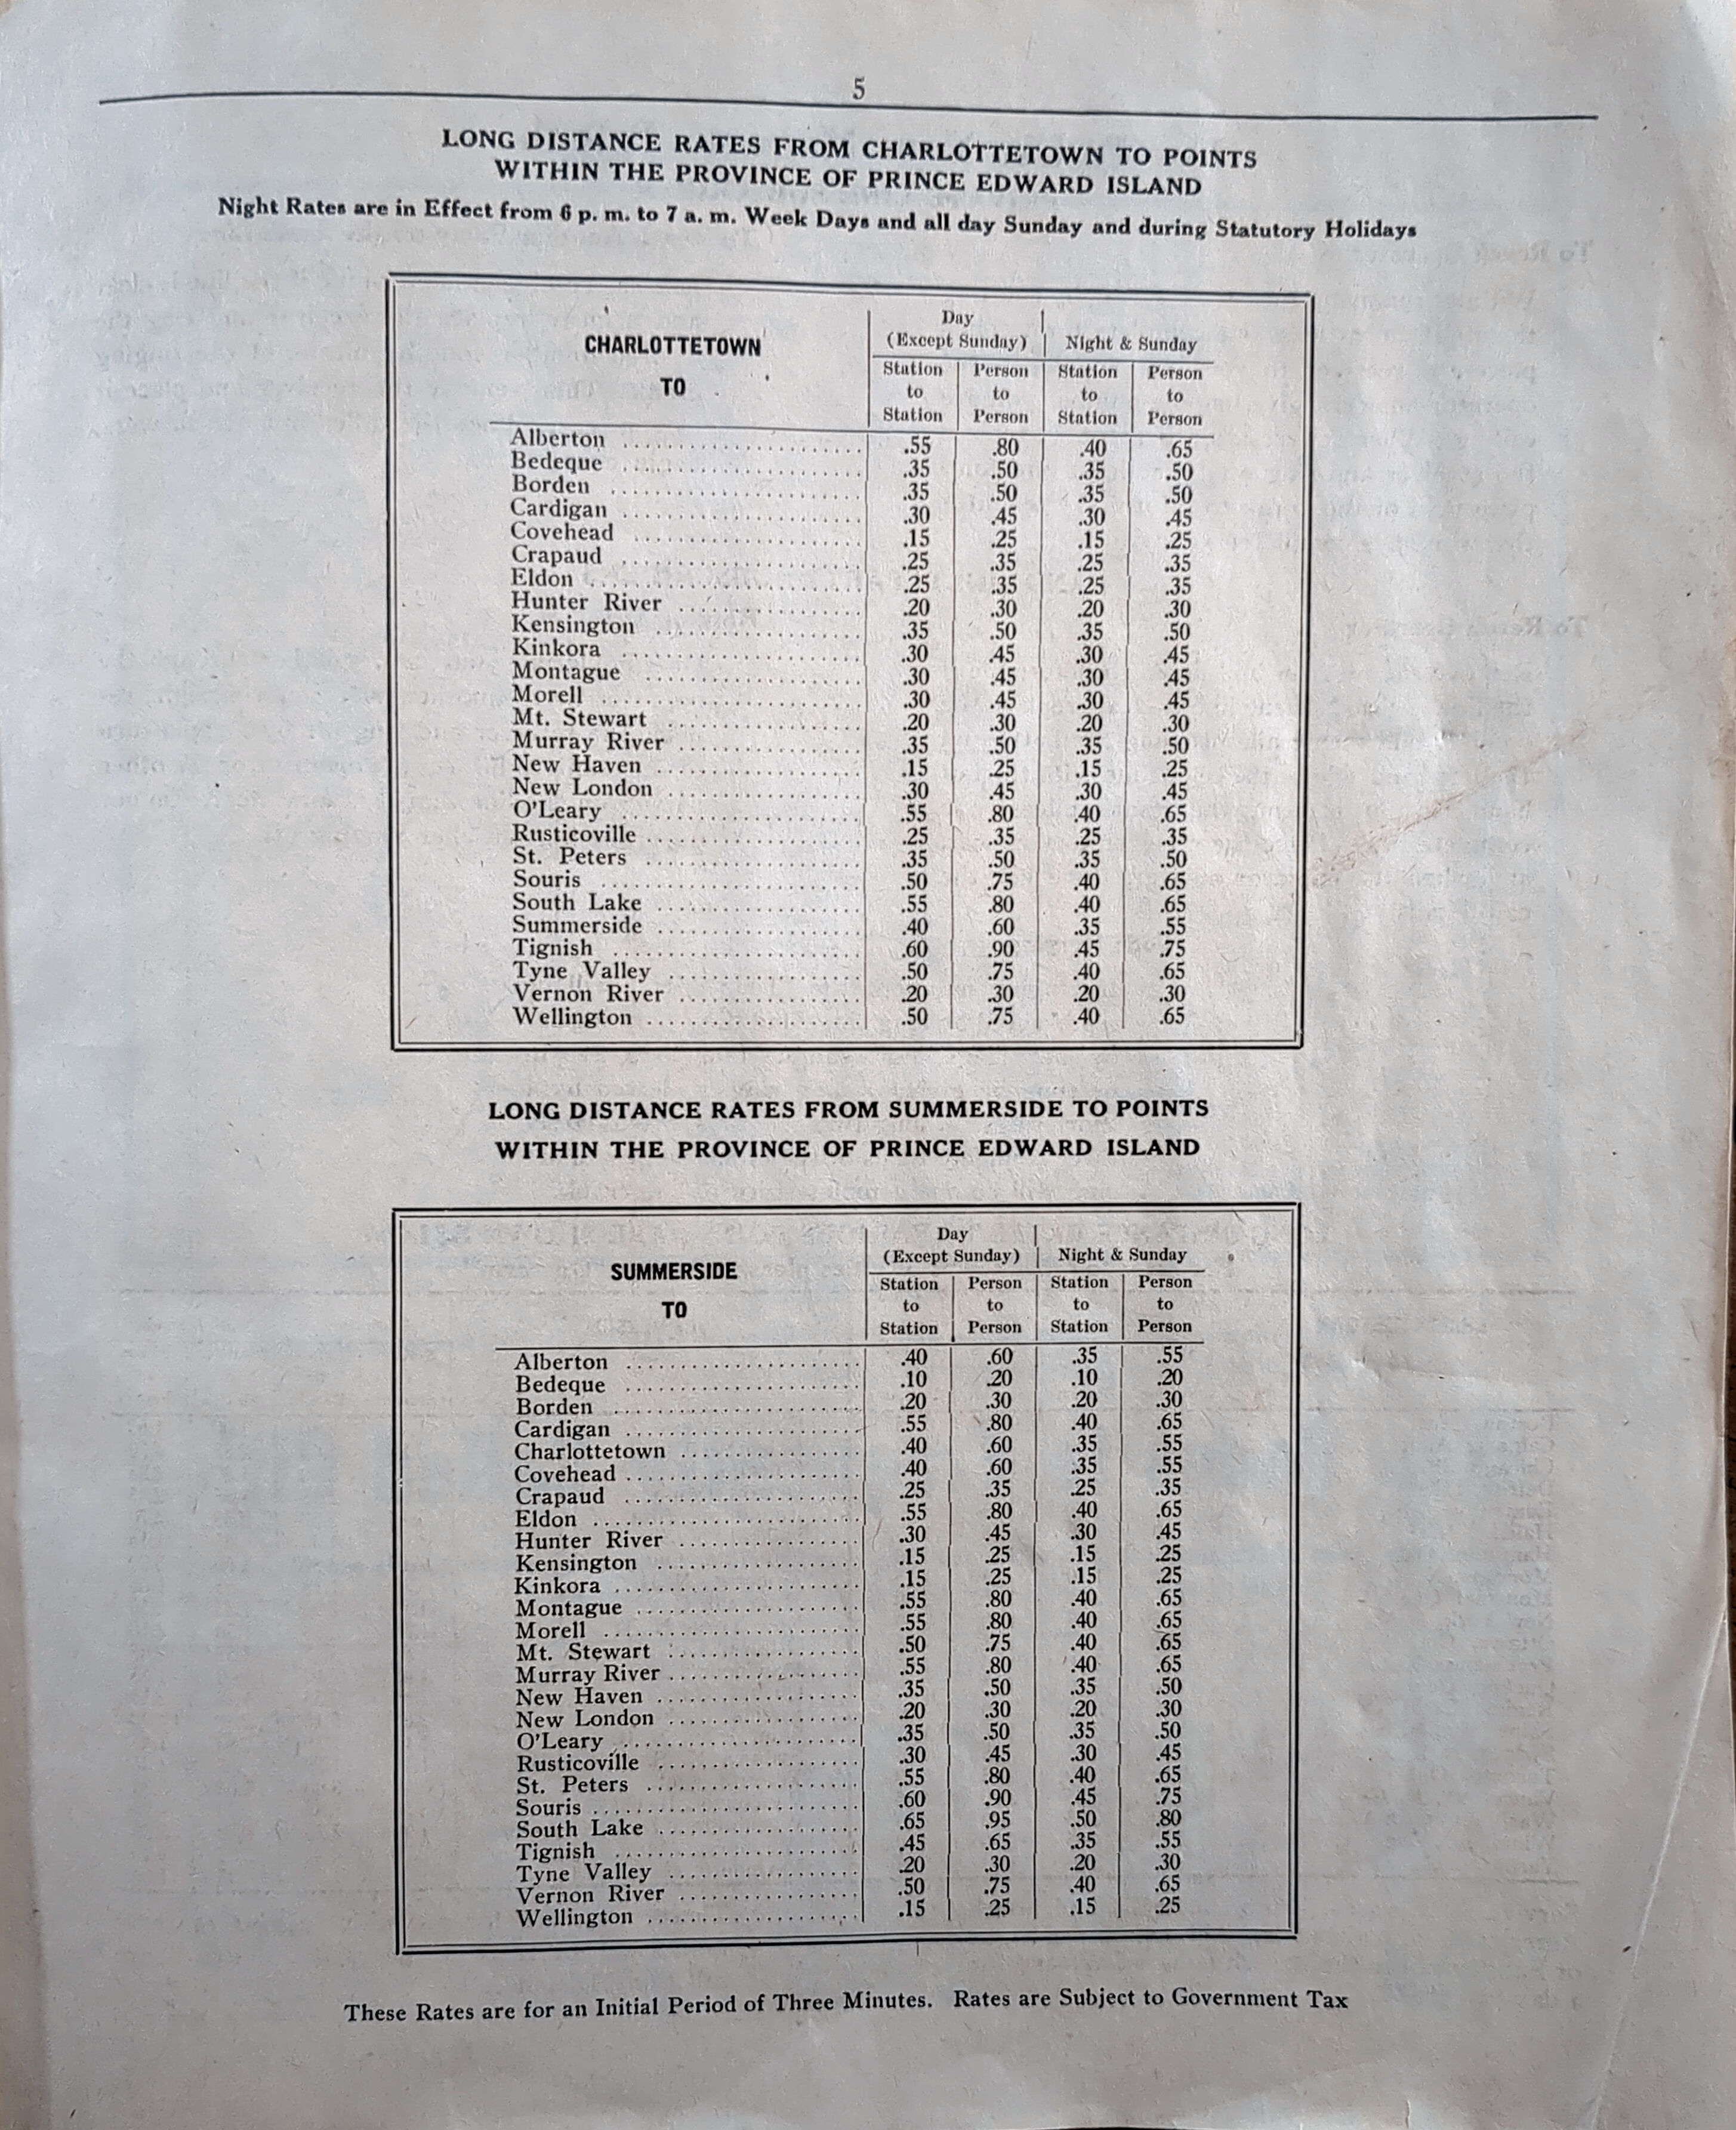 5
LONG DISTANCE RATES FROM CHARLOTTETOWN TO POINTS
WITHIN THE PROVINCE OF PRINCE EDWARD ISLAND
Night Rates are in Effect from 6 p. m. to 7 a. m. Week Days and all day Sunday and during Statutory Holidays
CHARLOTTETOWN
TO
Day
(Except Sunday) Night & Sunday
Station Person Station Person
to to to to
Station Person Station Person
Alberton .55 .80 .40 .65
Bedeque .35 .50 .35 .50
Borden .35 .50 .35 .50
Cardigan .30 .45 .30 .45
Covehead .15 .25 .15 .25
Crapaud .25 .35 .25 .35
Eldon .25 .35 .25 .35
Hunter River .20 .30 .20 .30
Kensington .35 .50 .35 .50
Kinkora .30 .45 .30 .45
Montague .30 .45 .30 .45
Morell .30 .45 .30 .45
Mt. Stewart .20 .30 .20 .30
Murray River .35 .50 .35 .50
New Haven .15 .25 .15 .25
New London .30 .45 .30 .45
O'Leary .55 .80 .40 .65
Rusticoville .25 .35 .25 .35
St. Peters .35 .50 .35 .50
Souris .50 .75 .40 .65
South Lake .55 .80 .40 .65
Summerside .40 .60 .35 .55
Tignish .60 .90 .45 .75
Tyne Valley .50 .75 .40 .65
Vernon River .20 .30 .20 .30
Wellington .50 .75 .40 .65
LONG DISTANCE RATES FROM SUMMERSIDE TO POINTS
WITHIN THE PROVINCE OF PRINCE EDWARD ISLAND
SUMMERSIDE
TO
Day
(Except Sunday) Night & Sunday
Station Person Station Person
to to to to
Station Person Station Person
Alberton .40 .60 .35 .55
Bedeque .10 .20 .10 .20
Borden .20 .30 .20 .30
Cardigan .55 .80 .40 .65
Charlottetown .40 .60 .35 .55
Covehead .40 .60 .35 .55
Crapaud .25 .35 .25 .35
Eldon .55 .80 .40 .65
Hunter River .30 .45 .30 .45
Kensington .15 .25 .15 .25
Kinkora .15 .25 .15 .25
Montague .55 .80 .40 .65
Morell .55 .80 .40 .65
Mt. Stewart .50 .75 .40 .65
Murray River .55 .80 .40 .65
New Haven .35 .50 .35 .50
New London .20 .30 .20 .30
O'Leary .35 .50 .35 .50
Rusticoville .30 .45 .30 .45
St. Peters .55 .80 .40 .65
Souris .60 .90 .45 .75
South Lake .65 .95 .50 .80
Tignish .45 .65 .35 .55
Tyne Valley .20 .30 .20 .30
Vernon River .50 .75 .40 .65
Wellington .15 .25 .15 .25
These Rates are for an Initial Period of Three Minutes. Rates are Subject to Government Tax